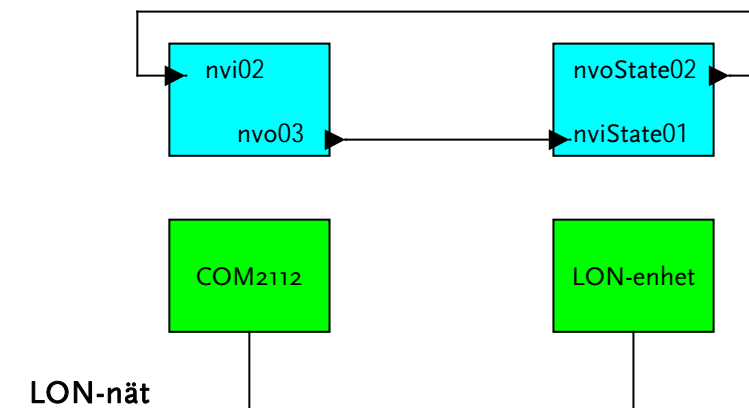 nvi02
nvoState02
nvo03
nviState01
COM2112
LON-enhet
LON-nät